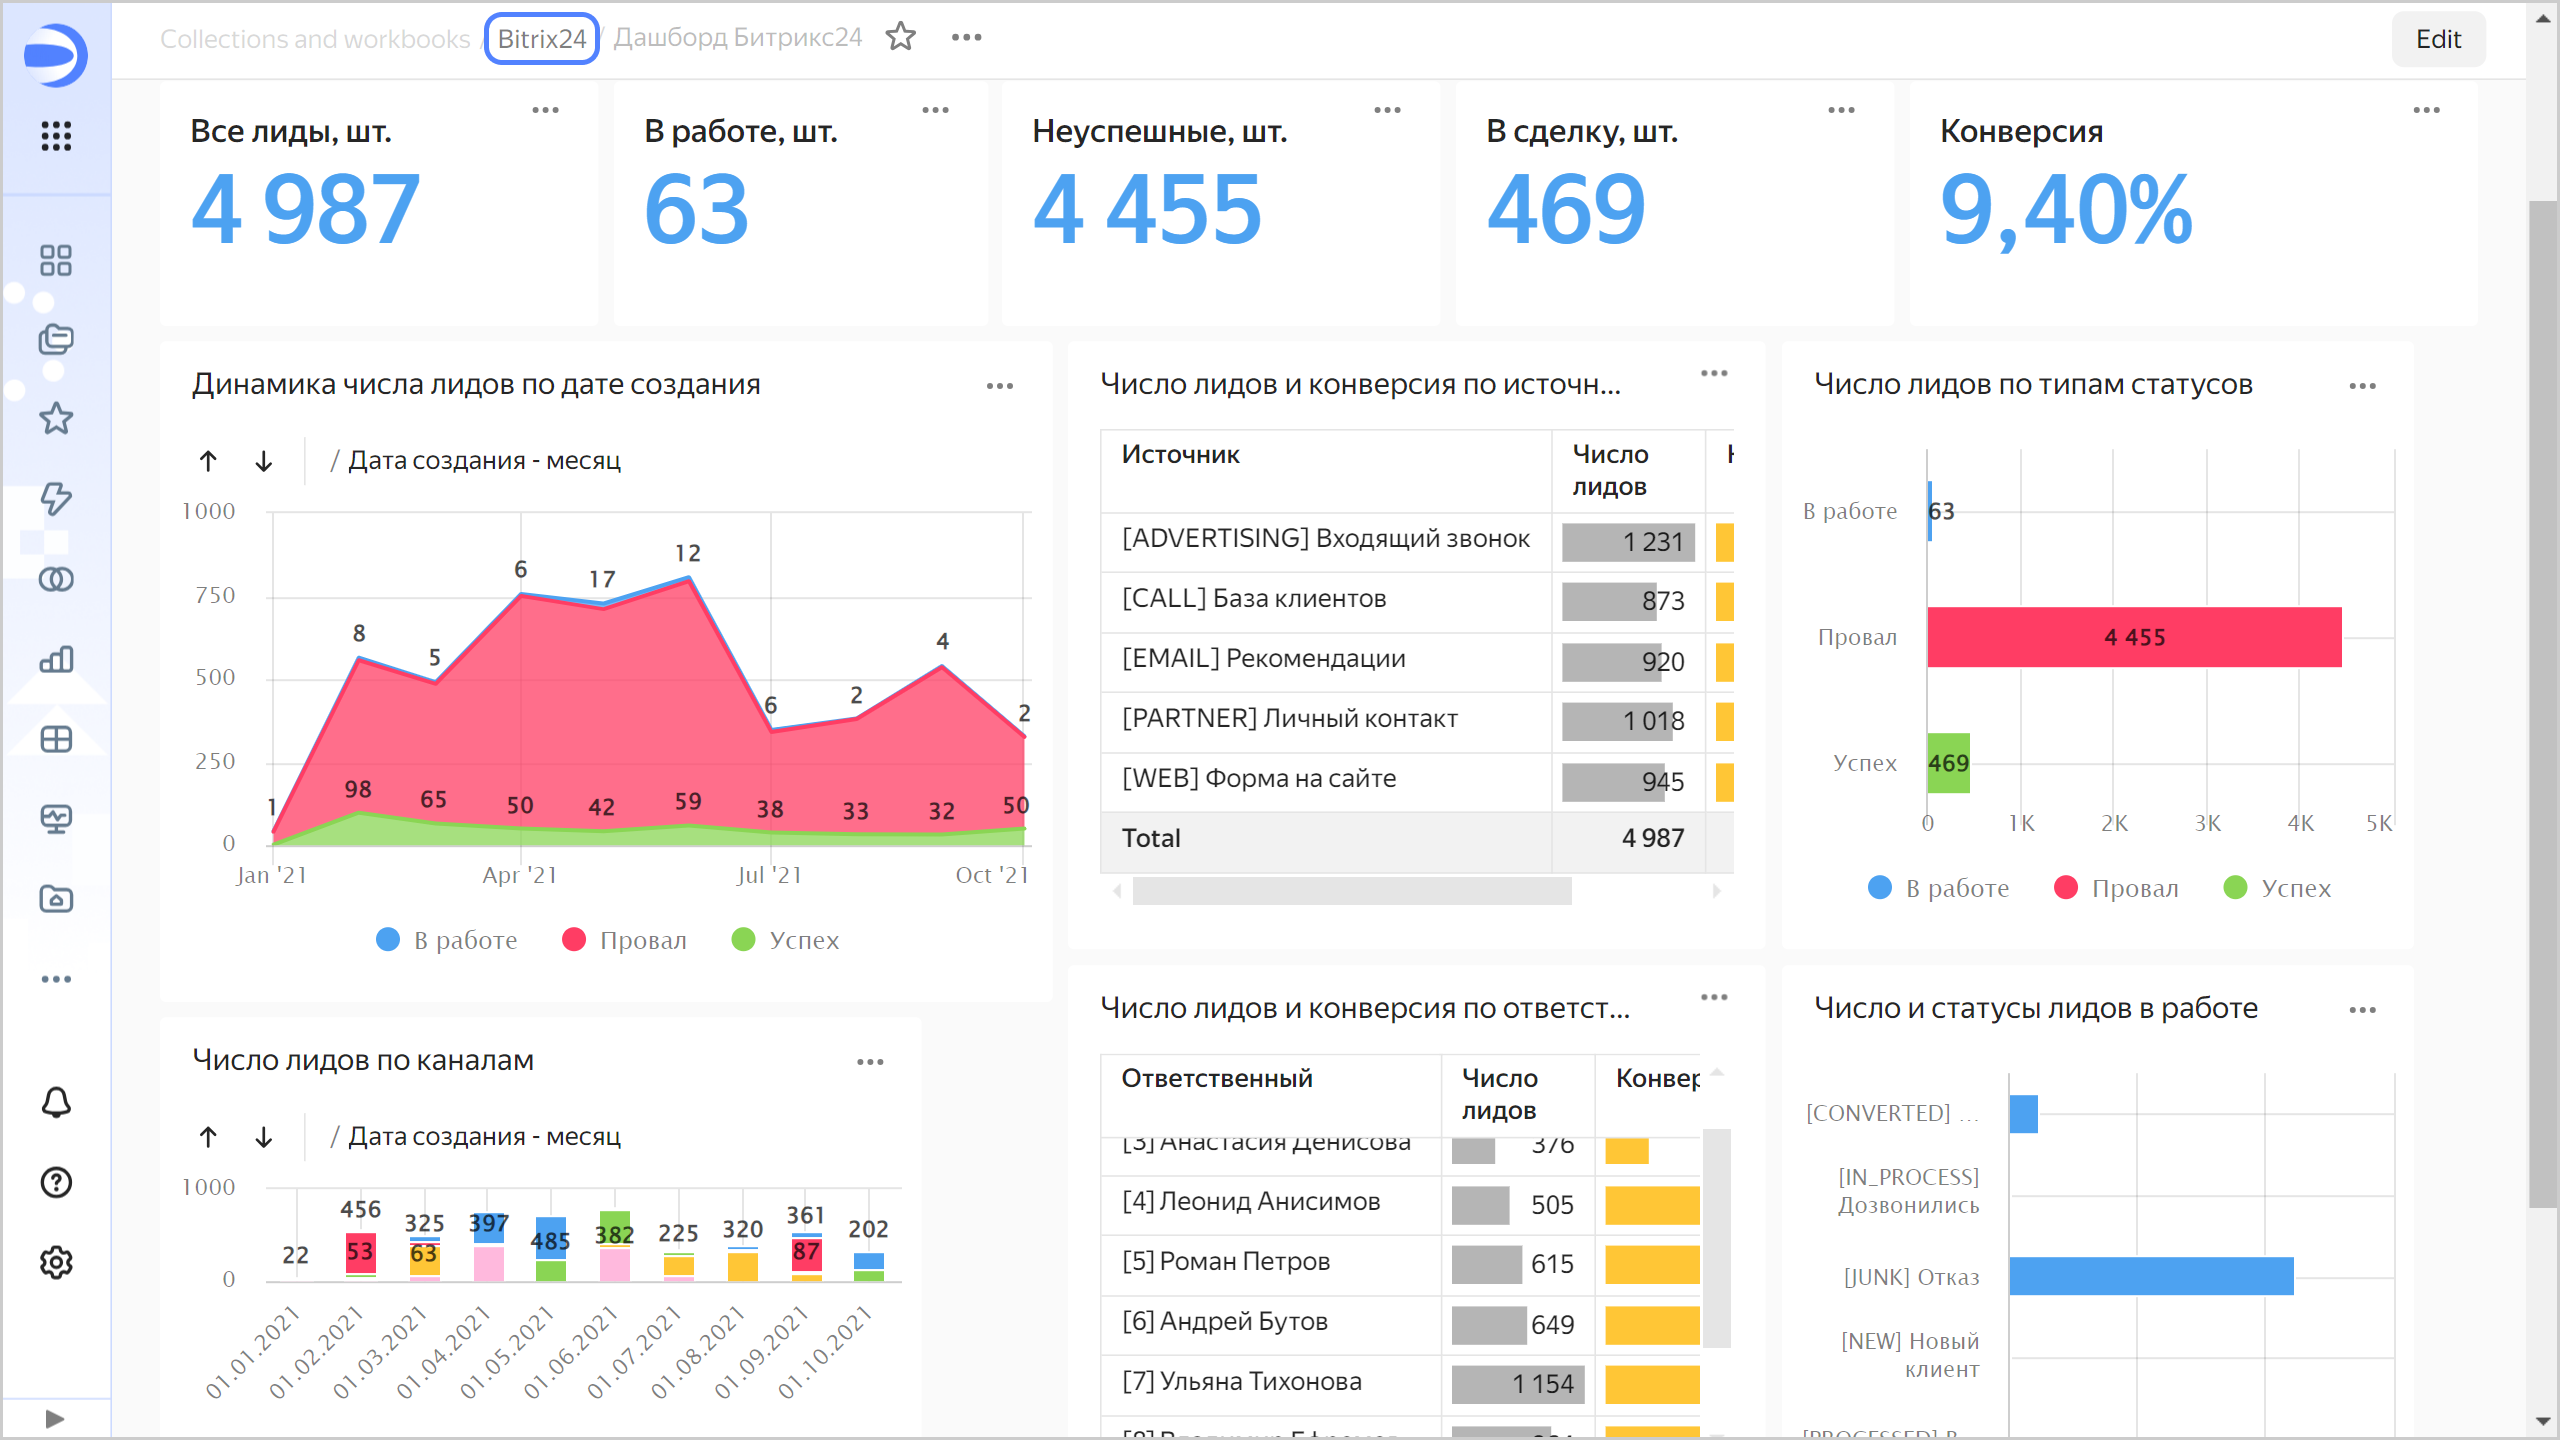 Collections and workbooks / Bitrix24 / Дашборд Битрикс24
Edit
Все лиды, шт.
4 987
В работе, шт.
63
Неуспешные, шт.
4 455
В сделку, шт.
469
Конверсия
9,40%
Динамика числа лидов по дате создания
/ Дата создания - месяц
1000
750
500
250
0
1
8
5
6
17
12
6
2
4
2
98
65
50
42
59
38
33
32
50
Jan '21
Apr '21
Jul '21
Oct '21
В работе
Провал
Успех
Число лидов и конверсия по источн...
Источник
Число
лидов
[ADVERTISING] Входящий звонок
1 231
[CALL] База клиентов
873
[EMAIL] Рекомендации
920
[PARTNER] Личный контакт
1 018
[WEB] Форма на сайте
945
Total
4 987
Число лидов по типам статусов
В работе
63
Провал
4 455
Успех
469
0
1K
2K
3K
4K
5K
В работе
Провал
Успех
Число лидов по каналам
/ Дата создания - месяц
1000
0
22
456
53
325
63
397
485
382
225
320
361
87
202
01.01.2021
01.02.2021
01.03.2021
01.04.2021
01.05.2021
01.06.2021
01.07.2021
01.08.2021
01.09.2021
01.10.2021
Число лидов и конверсия по ответст...
Ответственный
Число
лидов
Конвер
[3] Анастасия Денисова
376
[4] Леонид Анисимов
505
[5] Роман Петров
615
[6] Андрей Бутов
649
[7] Ульяна Тихонова
1 154
Число и статусы лидов в работе
[CONVERTED] ...
[IN_PROCESS]
Дозвонились
[JUNK] Отказ
[NEW] Новый
клиент